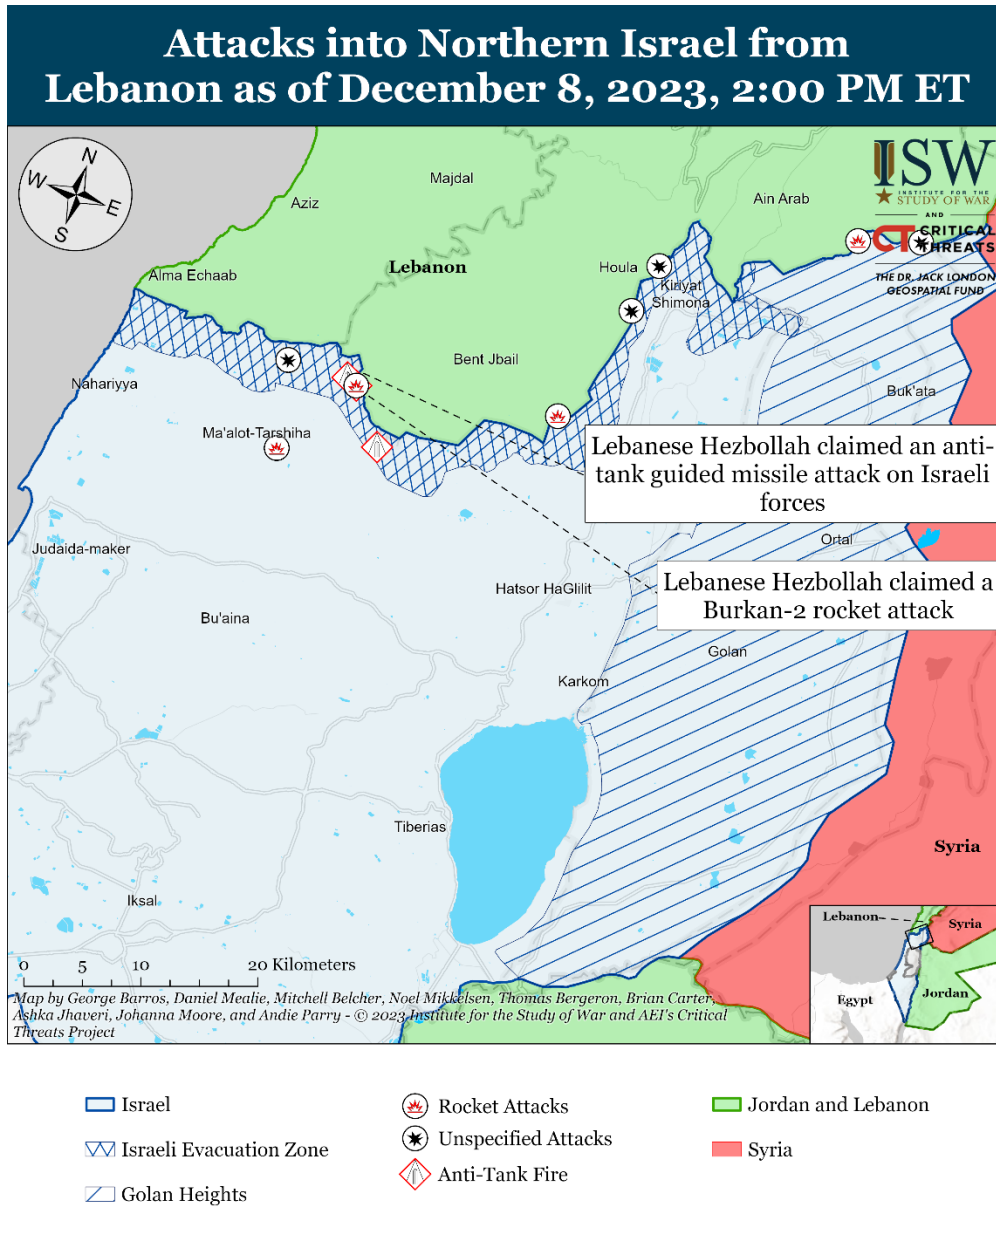 Attacks into Northern Israel from
Lebanon as of December 8, 2023, 2:00 PM ET
N
W
E
S
ISW
INSTITUTE FOR THE
STUDY OF WAR
AND
CT CRITICAL
THREATS
THE DR. JACK LONDON
GEOSPATIAL FUND
Majdal
Aziz
Ain Arab
Lebanon
Alma Echaab
Houla
Kiriyat
Shimona
Bent Jbail
Nahariyya
Buk'ata
Ma'alot-Tarshiha
Lebanese Hezbollah claimed an anti-
tank guided missile attack on Israeli
forces
Ortal
Judaida-maker
Lebanese Hezbollah claimed a
Burkan-2 rocket attack
Hatsor HaGlilit
Bu'aina
Golan
Karkom
Tiberias
Syria
Iksal
Lebanon
Syria
Egypt
Jordan
0 5 10 20 Kilometers
Map by George Barros, Daniel Mealie, Mitchell Belcher, Noel Mikkelsen, Thomas Bergeron, Brian Carter,
Ashka Jhaveri, Johanna Moore, and Andie Parry - © 2023 Institute for the Study of War and AEI's Critical
Threats Project
Israel
Rocket Attacks
Jordan and Lebanon
Israeli Evacuation Zone
Unspecified Attacks
Syria
Golan Heights
Anti-Tank Fire